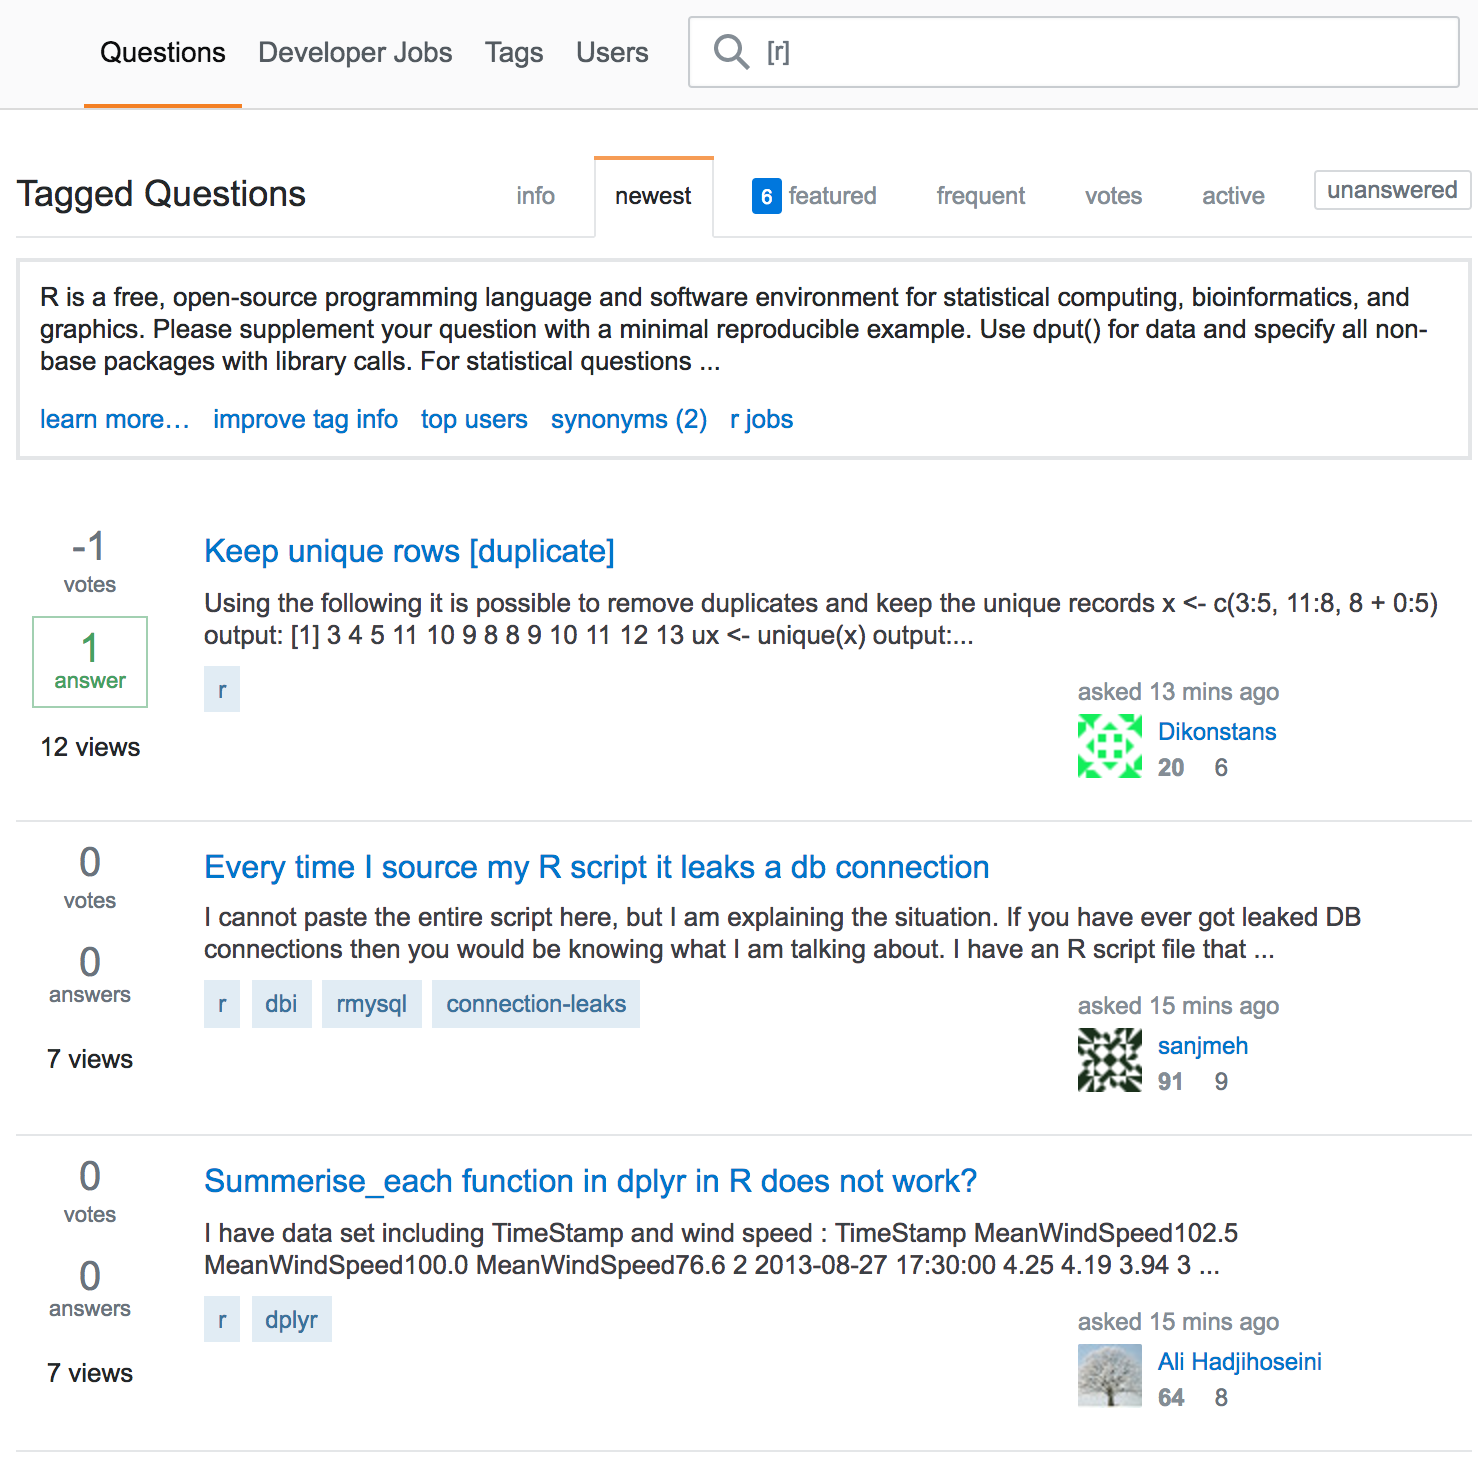 Questions Developer Jobs Tags Users [r]
Tagged Questions info newest 6 featured frequent votes active unanswered
R is a free, open-source programming language and software environment for statistical computing, bioinformatics, and
graphics. Please supplement your question with a minimal reproducible example. Use dput() for data and specify all non-
base packages with library calls. For statistical questions ...
learn more… improve tag info top users synonyms (2) r jobs
-1
votes
1
answer
12 views
Keep unique rows [duplicate]
Using the following it is possible to remove duplicates and keep the unique records x <- c(3:5, 11:8, 8 + 0:5)
output: [1] 3 4 5 11 10 9 8 8 9 10 11 12 13 ux <- unique(x) output:...
r
asked 13 mins ago
Dikonstans
20 6
0
votes
0
answers
7 views
Every time I source my R script it leaks a db connection
I cannot paste the entire script here, but I am explaining the situation. If you have ever got leaked DB
connections then you would be knowing what I am talking about. I have an R script file that ...
r dbi rmysql connection-leaks
asked 15 mins ago
sanjmeh
91 9
0
votes
0
answers
7 views
Summerise_each function in dplyr in R does not work?
I have data set including TimeStamp and wind speed : TimeStamp MeanWindSpeed102.5
MeanWindSpeed100.0 MeanWindSpeed76.6 2 2013-08-27 17:30:00 4.25 4.19 3.94 3 ...
r dplyr
asked 15 mins ago
Ali Hadjihoseini
64 8